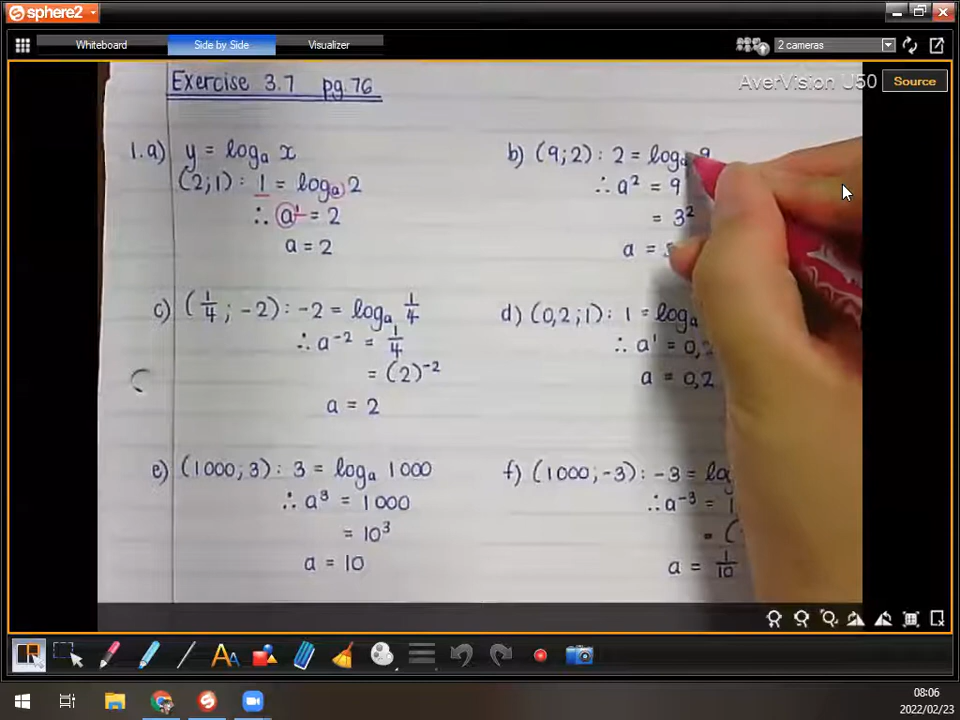 sphere2
Whiteboard
Side by Side
Visualizer
2 cameras
AverVision U50
Source
Exercise 3.7 pg.76
1.a) y = logₐ x
(2;1) : 1 = logₐ 2
∴ a¹ = 2
a = 2
b) (9;2) : 2 = logₐ 9
∴ a² = 9
= 3²
a =
c) (1/4 ; -2) : -2 = logₐ 1/4
∴ a⁻² = 1/4
= (2)⁻²
a = 2
d) (0,2 ; 1) : 1 = logₐ
∴ a¹ = 0,2
a = 0,2
e) (1000; 3) : 3 = logₐ 1000
∴ a³ = 1000
= 10³
a = 10
f) (1000; -3) : -3 = log
∴ a⁻³ = 1
= (
a = 1/10
08:06
2022/02/23